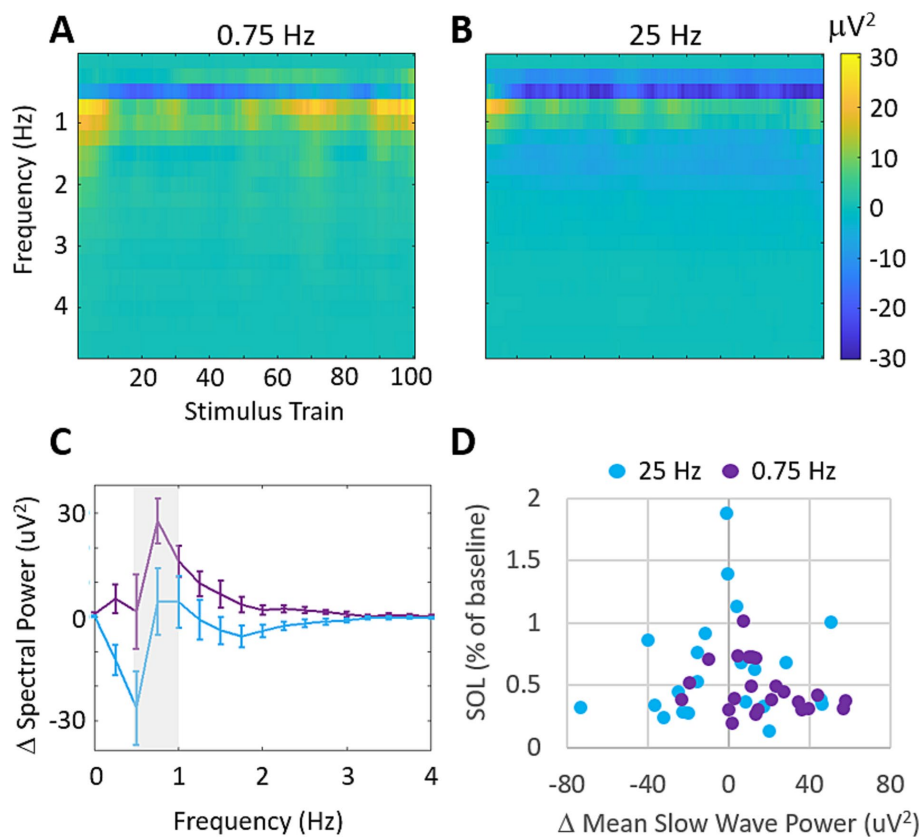 A
0.75 Hz
B
25 Hz
μV²
Frequency (Hz)
1
2
3
4
20
40
60
80
100
Stimulus Train
30
20
10
0
-10
-20
-30
C
Δ Spectral Power (uV²)
30
0
-30
0
1
2
3
4
Frequency (Hz)
D
25 Hz
0.75 Hz
SOL (% of baseline)
2
1.5
1
0.5
0
-80
-40
0
40
80
Δ Mean Slow Wave Power (uV²)